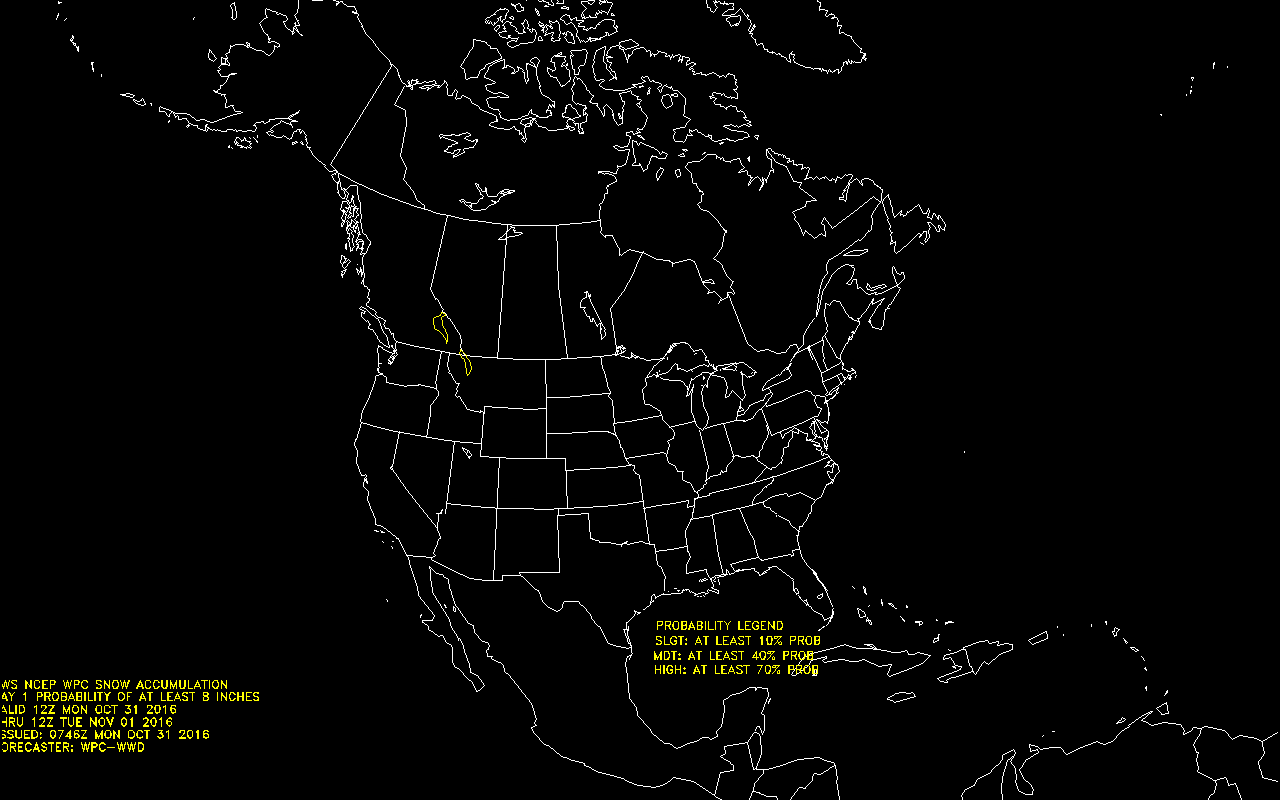 PROBABILITY LEGEND
SLGT: AT LEAST 10% PROB
MDT: AT LEAST 40% PROB
HIGH: AT LEAST 70% PROB
WS NCEP WPC SNOW ACCUMULATION
AY 1 PROBABILITY OF AT LEAST 8 INCHES
ALID 12Z MON OCT 31 2016
HRU 12Z TUE NOV 01 2016
SSUED: 0746Z MON OCT 31 2016
ORECASTER: WPC-WWD